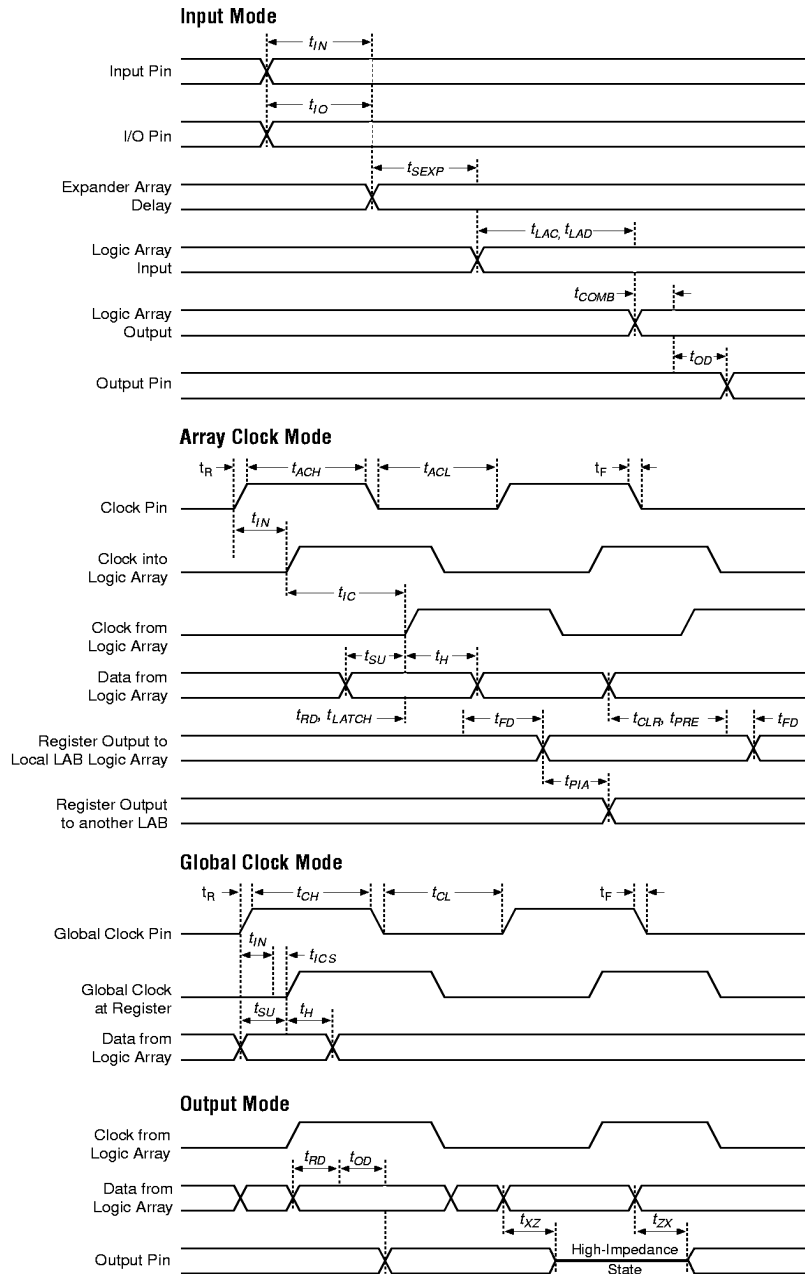 Input Mode
t_IN
Input Pin
t_IO
I/O Pin
t_SEXP
Expander Array
Delay
t_LAC, t_LAD
Logic Array
Input
t_COMB
Logic Array
Output
t_OD
Output Pin
Array Clock Mode
t_R t_ACH t_ACL t_F
Clock Pin
t_IN
Clock into
Logic Array
t_IC
Clock from
Logic Array
t_SU t_H
Data from
Logic Array
t_RD, t_LATCH t_FD t_CLR, t_PRE t_FD
Register Output to
Local LAB Logic Array
t_PIA
Register Output
to another LAB
Global Clock Mode
t_R t_CH t_CL t_F
Global Clock Pin
t_IN t_ICS
Global Clock
at Register
t_SU t_H
Data from
Logic Array
Output Mode
Clock from
Logic Array
t_RD t_OD
Data from
Logic Array
t_XZ t_ZX
Output Pin
High-Impedance
State